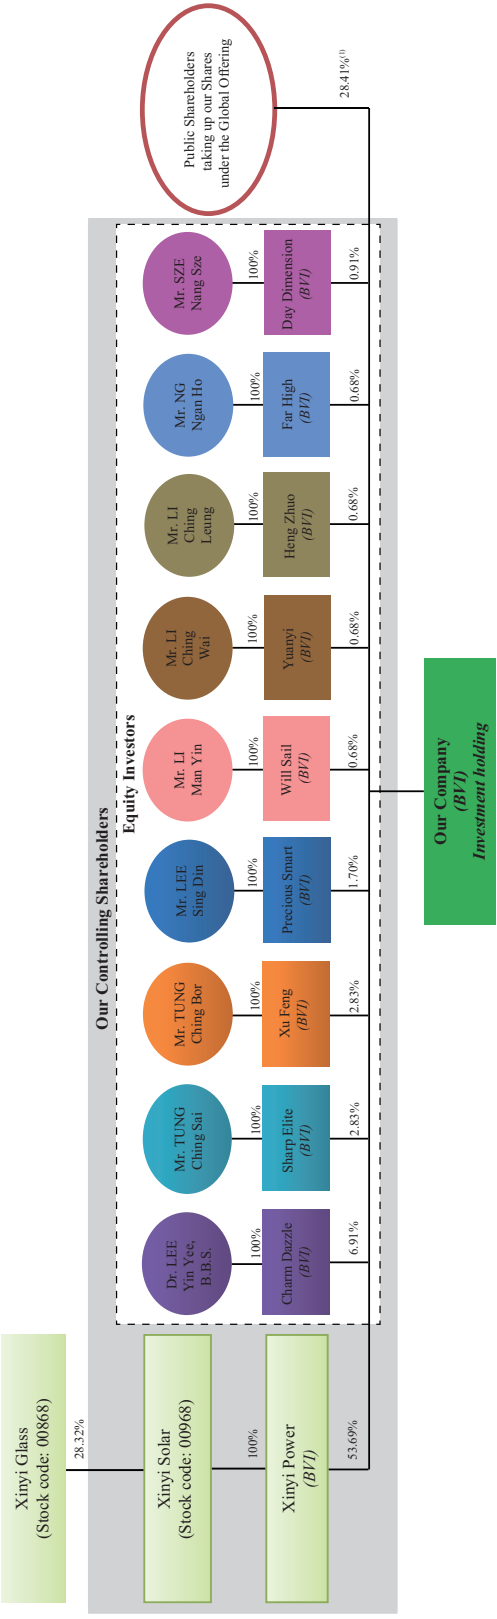 Xinyi Glass
(Stock code: 00868)
28.32%
Our Controlling Shareholders
Equity Investors
Xinyi Solar
(Stock code: 00968)
Dr. LEE
Yin Yee,
B.B.S.
Mr. TUNG
Ching Sai
Mr. TUNG
Ching Bor
Mr. LEE
Sing Din
Mr. LI
Man Yin
Mr. LI
Ching
Wai
Mr. LI
Ching
Leung
Mr. NG
Ngan Ho
Mr. SZE
Nang Sze
Public Shareholders
taking up our Shares
under the Global Offering
100%
100%
100%
100%
100%
100%
100%
100%
100%
100%
Xinyi Power
(BVI)
Charm Dazzle
(BVI)
Sharp Elite
(BVI)
Xu Feng
(BVI)
Precious Smart
(BVI)
Will Sail
(BVI)
Yuanyi
(BVI)
Heng Zhuo
(BVI)
Far High
(BVI)
Day Dimension
(BVI)
53.69%
6.91%
2.83%
2.83%
1.70%
0.68%
0.68%
0.68%
0.68%
0.91%
28.41%(1)
Our Company
(BVI)
Investment holding